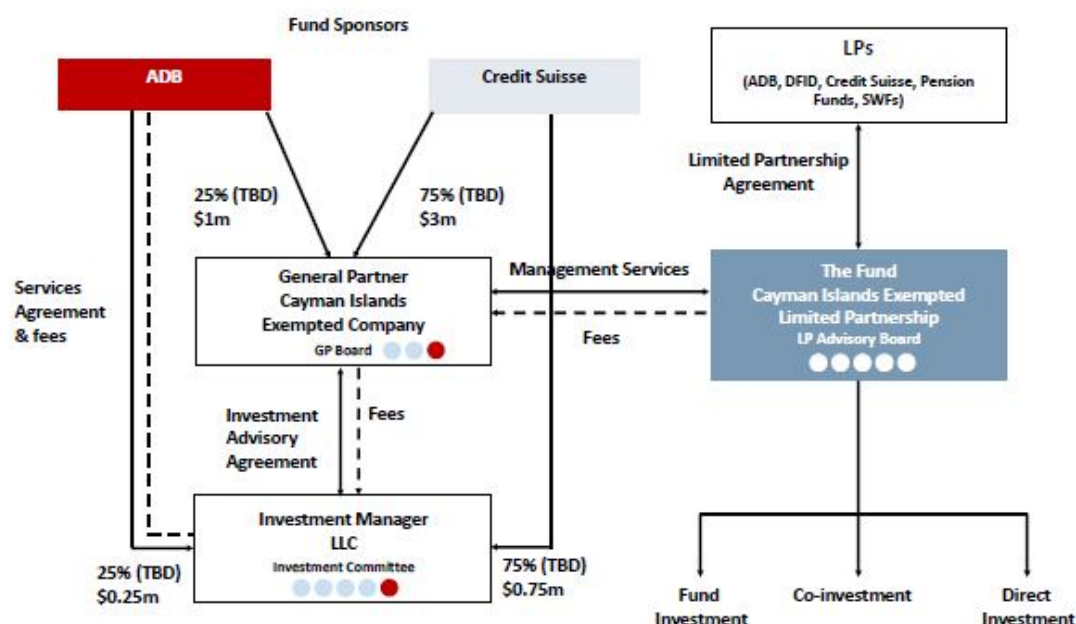 Fund Sponsors
ADB
Credit Suisse
LPs
(ADB, DFID, Credit Suisse, Pension
Funds, SWFs)
Limited Partnership
Agreement
25% (TBD)
$1m
75% (TBD)
$3m
Services
Agreement
& fees
General Partner
Cayman Islands
Exempted Company
GP Board
Management Services
Fees
The Fund
Cayman Islands Exempted
Limited Partnership
LP Advisory Board
Investment
Advisory
Agreement
Fees
Investment Manager
LLC
Investment Committee
25% (TBD)
$0.25m
75% (TBD)
$0.75m
Fund
Investment
Co-investment
Direct
Investment